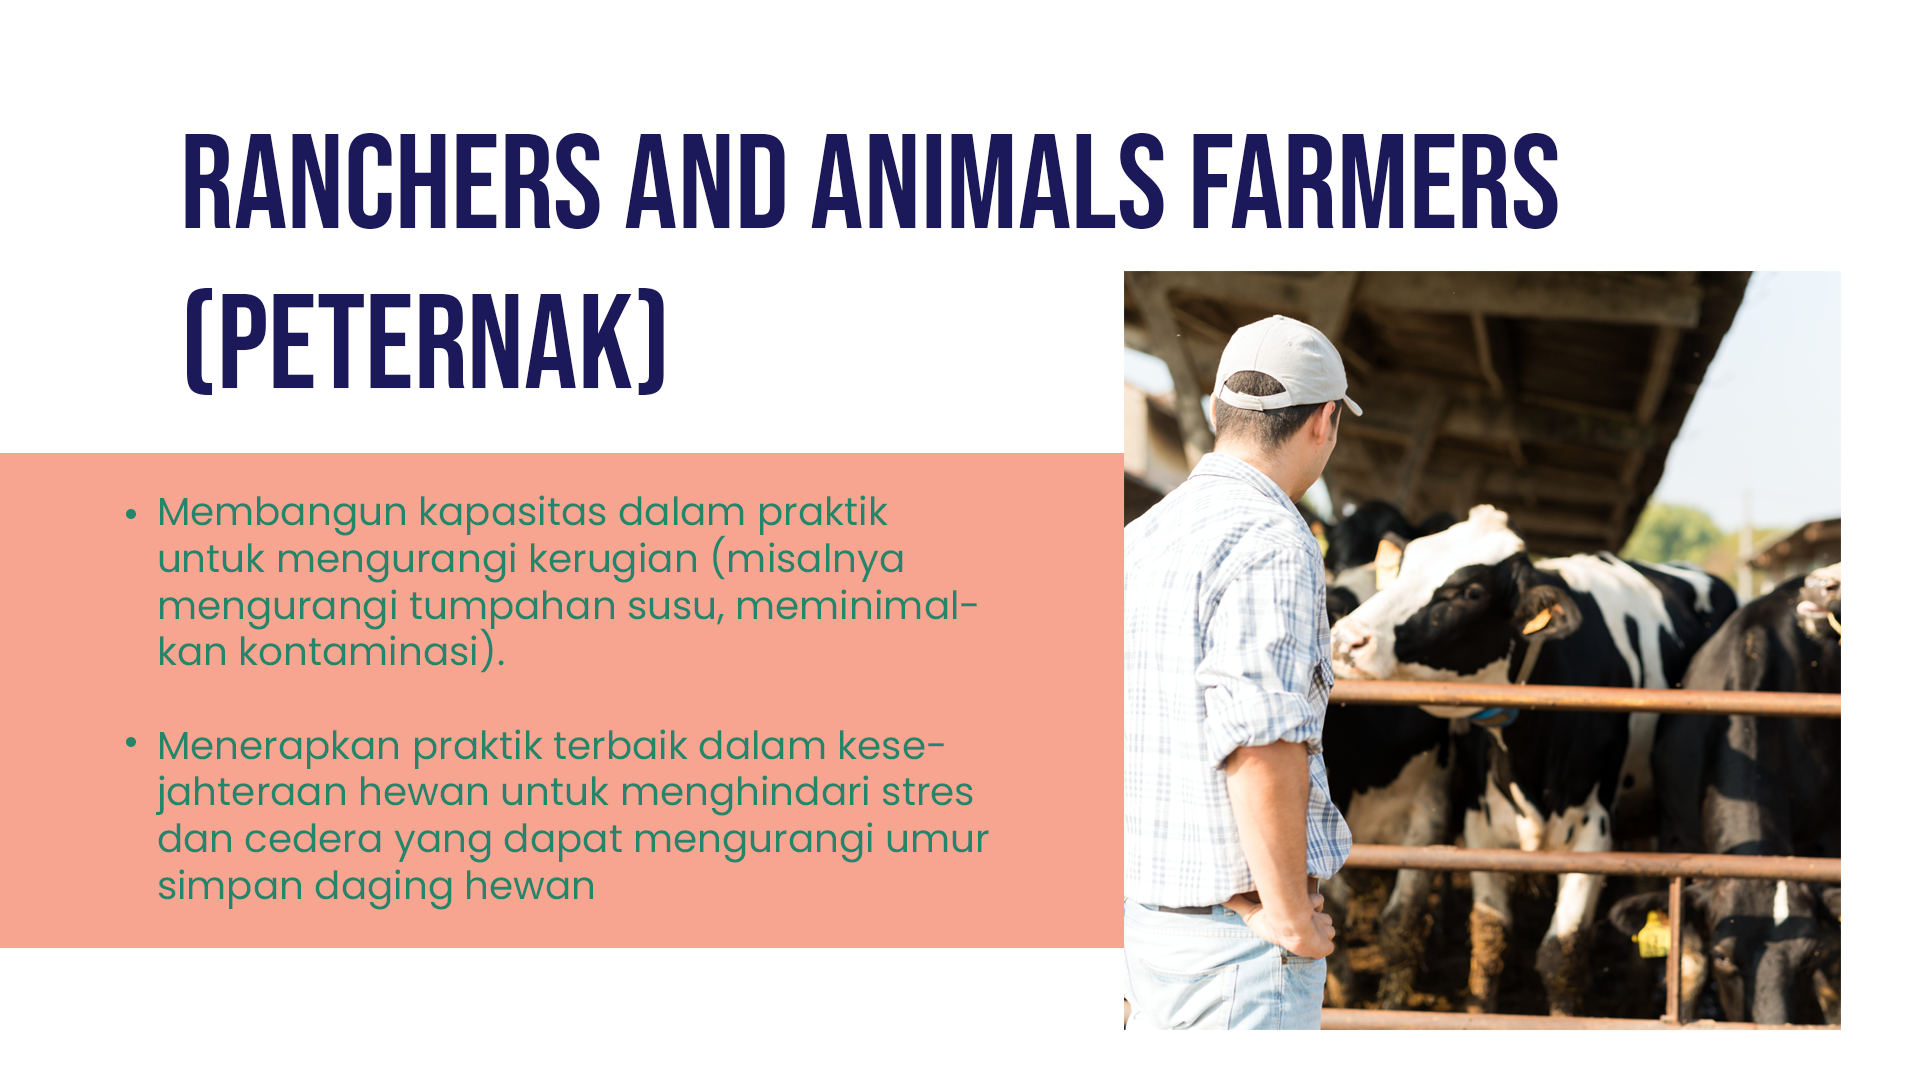 RANCHERS AND ANIMALS FARMERS
(PETERNAK)
• Membangun kapasitas dalam praktik
untuk mengurangi kerugian (misalnya
mengurangi tumpahan susu, meminimal-
kan kontaminasi).
• Menerapkan praktik terbaik dalam kese-
jahteraan hewan untuk menghindari stres
dan cedera yang dapat mengurangi umur
simpan daging hewan